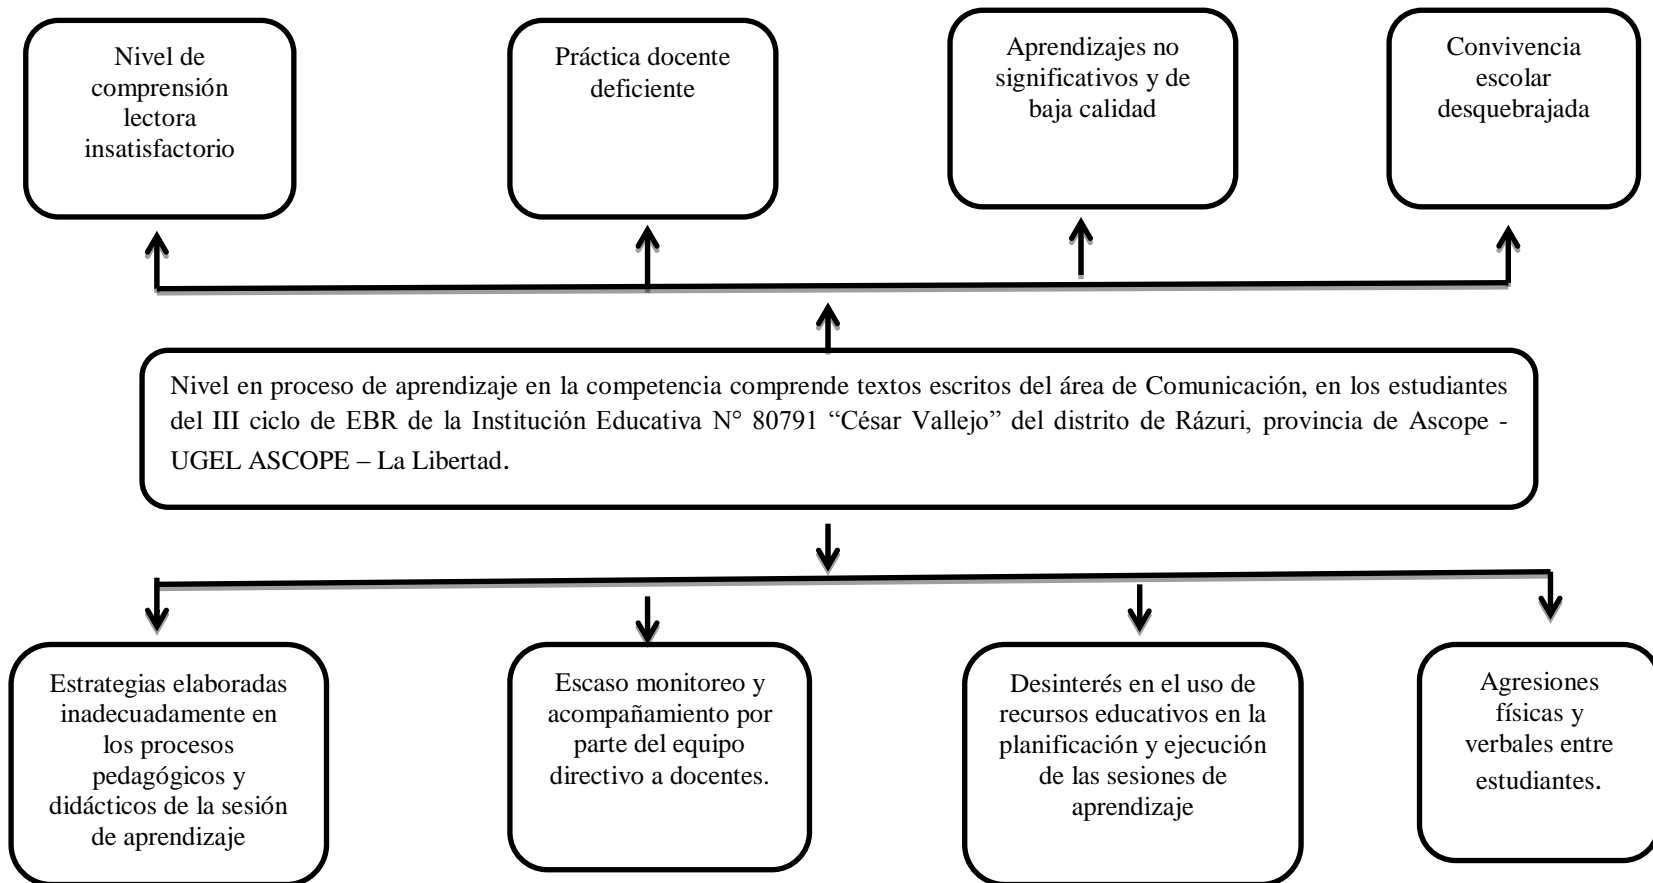 Nivel de
comprensión
lectora
insatisfactorio
Práctica docente
deficiente
Aprendizajes no
significativos y de
baja calidad
Convivencia
escolar
desquebrajada
Nivel en proceso de aprendizaje en la competencia comprende textos escritos del área de Comunicación, en los estudiantes
del III ciclo de EBR de la Institución Educativa N° 80791 “César Vallejo” del distrito de Rázuri, provincia de Ascope -
UGEL ASCOPE – La Libertad.
Estrategias elaboradas
inadecuadamente en
los procesos
pedagógicos y
didácticos de la sesión
de aprendizaje
Escaso monitoreo y
acompañamiento por
parte del equipo
directivo a docentes.
Desinterés en el uso de
recursos educativos en la
planificación y ejecución
de las sesiones de
aprendizaje
Agresiones
físicas y
verbales entre
estudiantes.